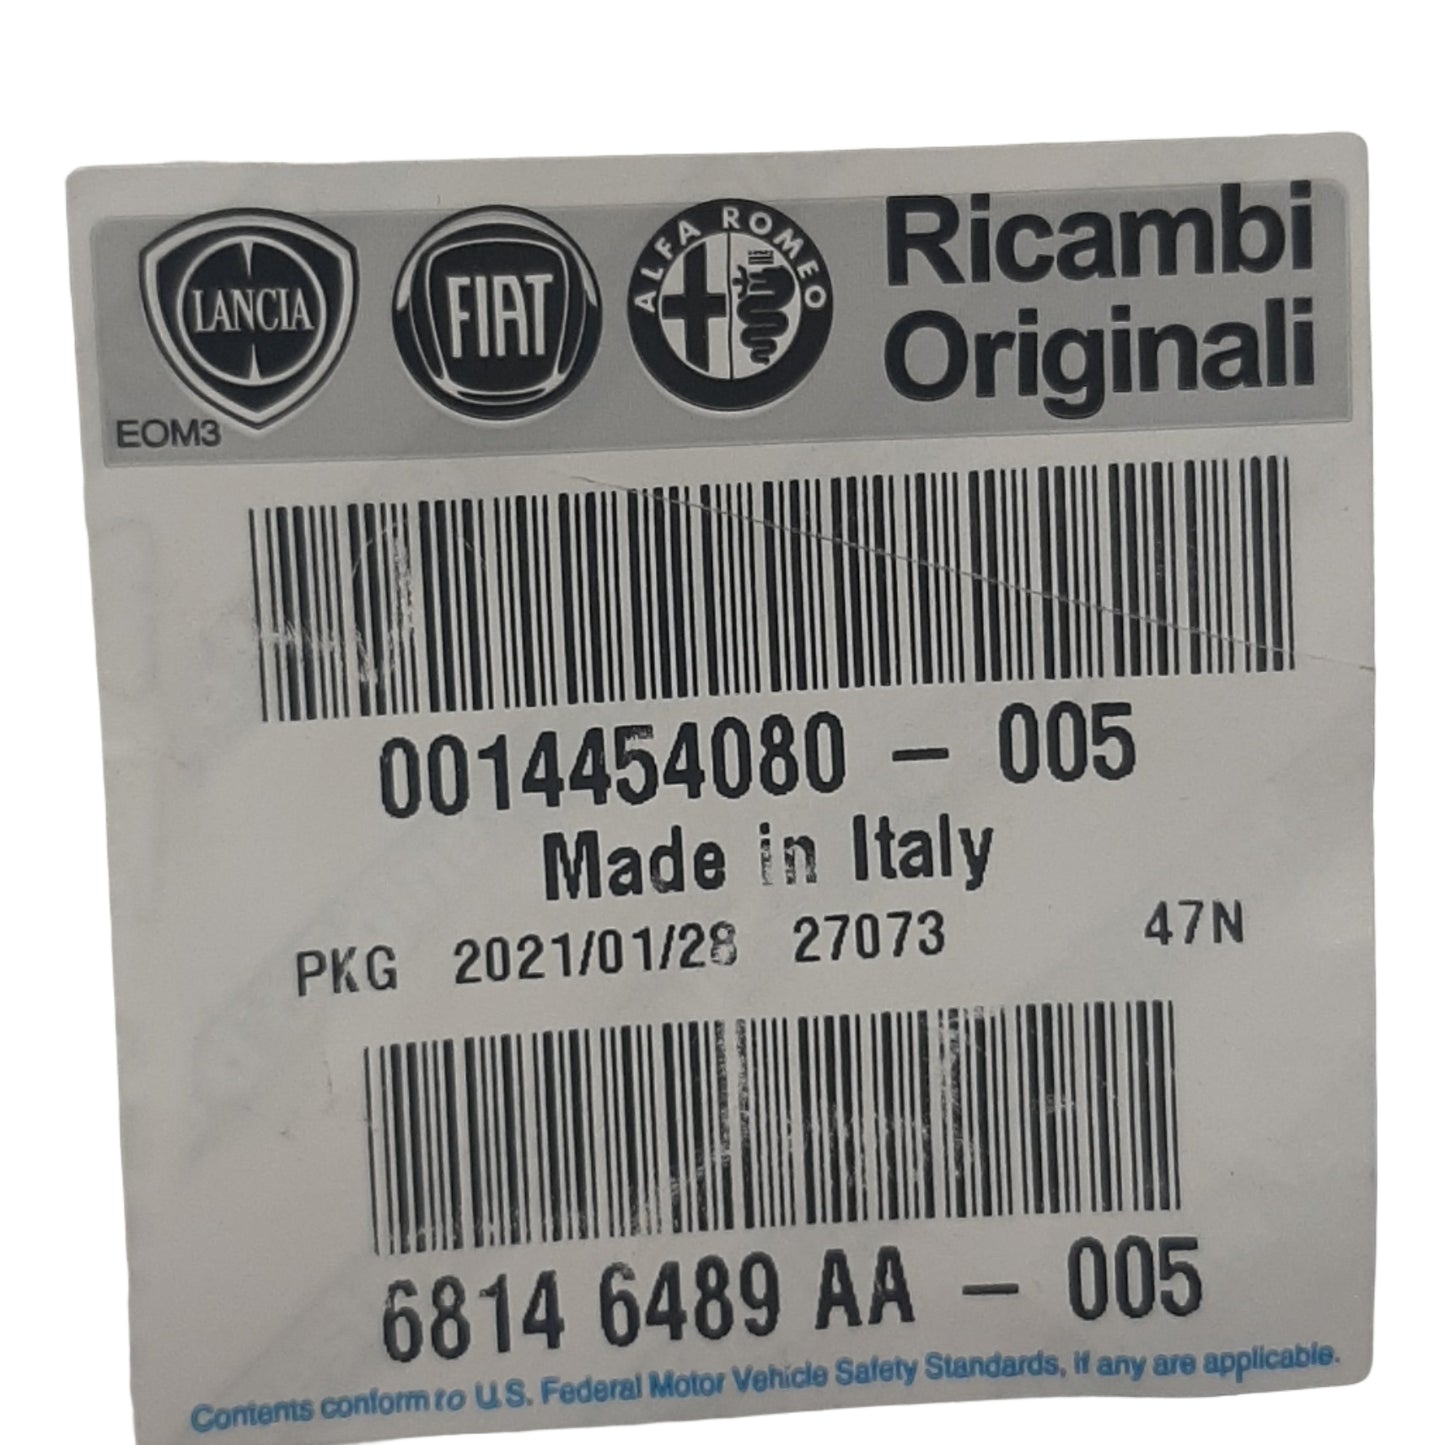 LANCIA
FIAT
ALFA ROMEO
Ricambi
Originali
EOM3
0014454080 – 005
Made in Italy
PKG 2021/01/28 27073 47N
6814 6489 AA – 005
Contents conform to U.S. Federal Motor Vehicle Safety Standards, if any are applicable.